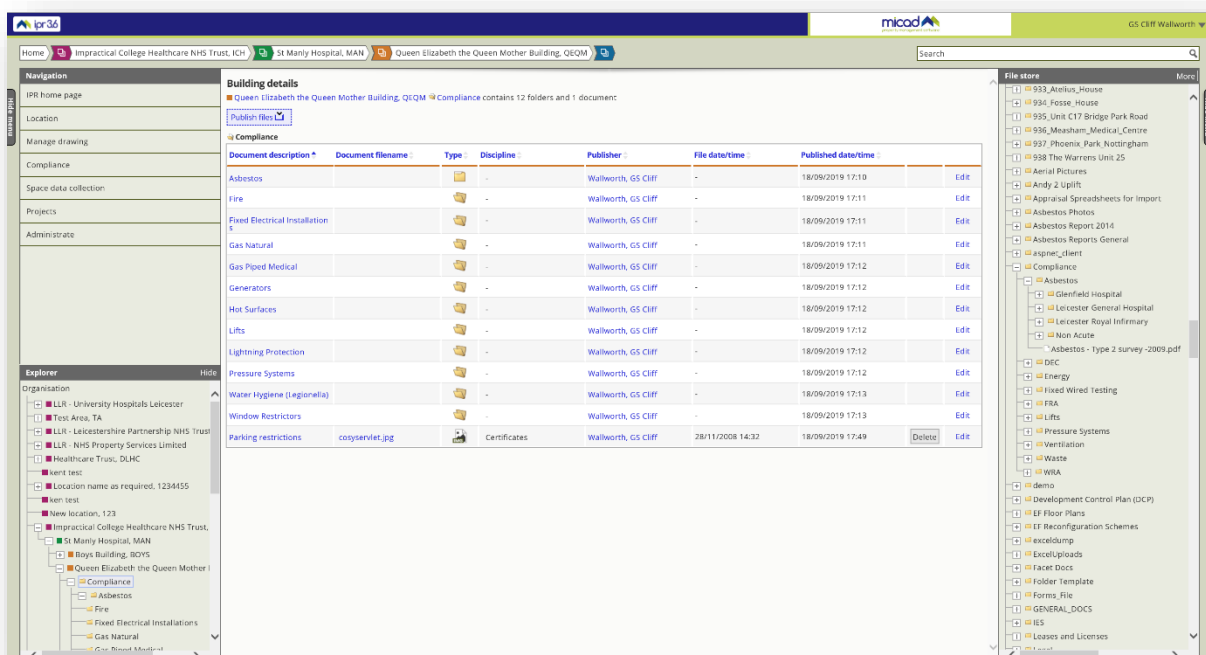 ipr 36
micad
GS Cliff Wallworth
Home
Impractical College Healthcare NHS Trust, ICH
St Manly Hospital, MAN
Queen Elizabeth the Queen Mother Building, QEQM
Search
Navigation
IPR home page
Location
Manage drawing
Compliance
Space data collection
Projects
Administrate
Hide menu
Explorer Hide
Organisation
LLR - University Hospitals Leicester
Test Area, TA
LLR - Leicestershire Partnership NHS Trust
LLR - NHS Property Services Limited
Healthcare Trust, DLHC
kent test
Location name as required, 1234455
ken test
New location, 123
Impractical College Healthcare NHS Trust,
St Manly Hospital, MAN
Boys Building, BOYS
Queen Elizabeth the Queen Mother
Compliance
Asbestos
Fire
Fixed Electrical Installations
Gas Natural
Gas Piped Medical
Building details
Queen Elizabeth the Queen Mother Building, QEQM Compliance contains 12 folders and 1 document
Publish files
Compliance
Document description Document filename Type Discipline Publisher File date/time Published date/time
Asbestos - Wallworth, GS Cliff - 18/09/2019 17:10 Edit
Fire - Wallworth, GS Cliff - 18/09/2019 17:11 Edit
Fixed Electrical Installation - Wallworth, GS Cliff - 18/09/2019 17:11 Edit
s
Gas Natural - Wallworth, GS Cliff - 18/09/2019 17:11 Edit
Gas Piped Medical - Wallworth, GS Cliff - 18/09/2019 17:12 Edit
Generators - Wallworth, GS Cliff - 18/09/2019 17:12 Edit
Hot Surfaces - Wallworth, GS Cliff - 18/09/2019 17:12 Edit
Lifts - Wallworth, GS Cliff - 18/09/2019 17:12 Edit
Lightning Protection - Wallworth, GS Cliff - 18/09/2019 17:12 Edit
Pressure Systems - Wallworth, GS Cliff - 18/09/2019 17:12 Edit
Water Hygiene (Legionella) - Wallworth, GS Cliff - 18/09/2019 17:13 Edit
Window Restrictors - Wallworth, GS Cliff - 18/09/2019 17:13 Edit
Parking restrictions cosyservlet.jpg Certificates Wallworth, GS Cliff 28/11/2008 14:32 18/09/2019 17:49 Delete Edit
File store More
933_Atelius_House
934_Fosse_House
935_Unit C17 Bridge Park Road
936_Measham_Medical_Centre
937_Phoenix_Park_Nottingham
938 The Warrens Unit 25
Aerial Pictures
Andy 2 Uplift
Appraisal Spreadsheets for Import
Asbestos Photos
Asbestos Report 2014
Asbestos Reports General
aspnet_client
Compliance
Asbestos
Glenfield Hospital
Leicester General Hospital
Leicester Royal Infirmary
Non Acute
Asbestos - Type 2 survey -2009.pdf
DEC
Energy
Fixed Wired Testing
FRA
Lifts
Pressure Systems
Ventilation
Waste
WRA
demo
Development Control Plan (DCP)
EF Floor Plans
EF Reconfiguration Schemes
exceldump
ExcelUploads
Facet Docs
Folder Template
Forms_File
GENERAL_DOCS
IES
Leases and Licenses